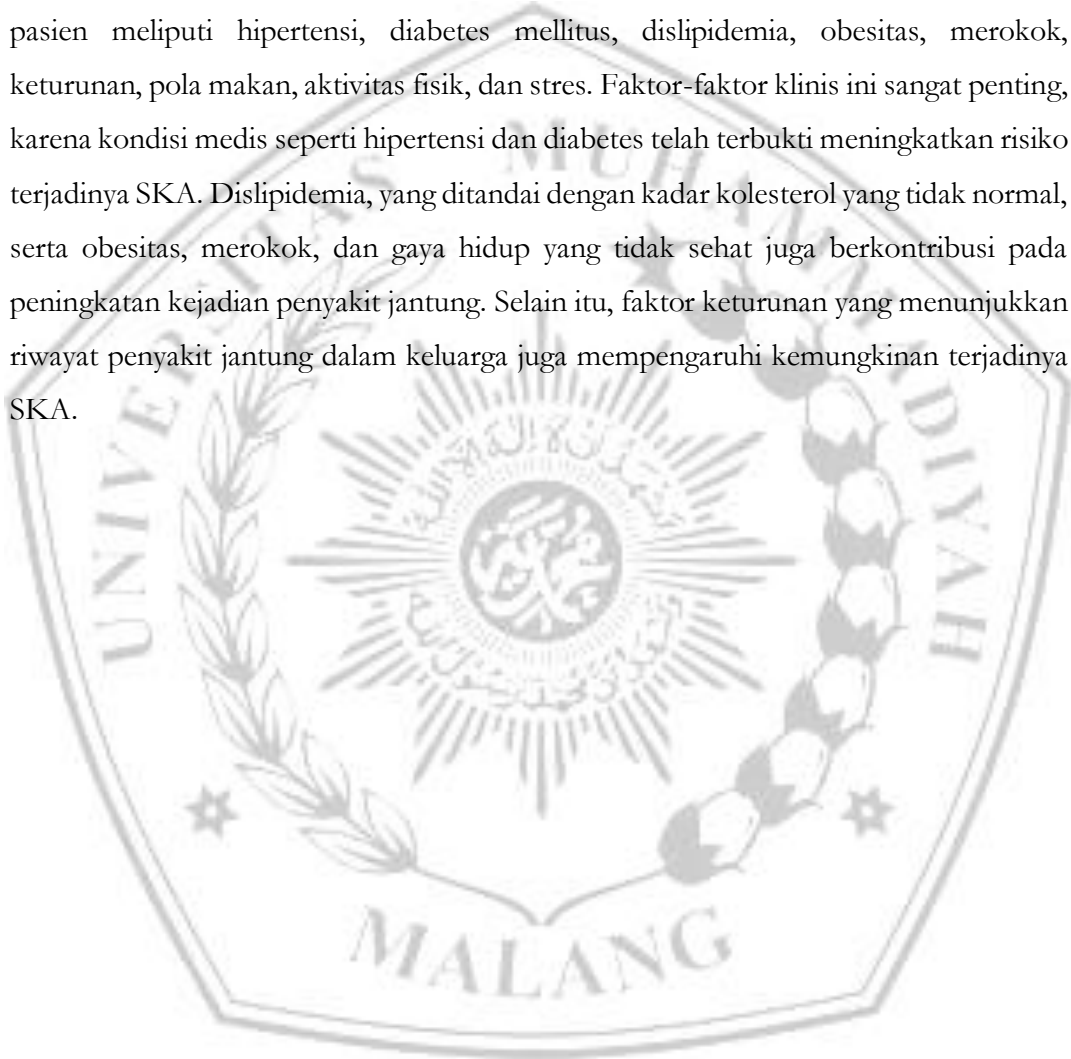 pasien meliputi hipertensi, diabetes mellitus, dislipidemia, obesitas, merokok,
keturunan, pola makan, aktivitas fisik, dan stres. Faktor-faktor klinis ini sangat penting,
karena kondisi medis seperti hipertensi dan diabetes telah terbukti meningkatkan risiko
terjadinya SKA. Dislipidemia, yang ditandai dengan kadar kolesterol yang tidak normal,
serta obesitas, merokok, dan gaya hidup yang tidak sehat juga berkontribusi pada
peningkatan kejadian penyakit jantung. Selain itu, faktor keturunan yang menunjukkan
riwayat penyakit jantung dalam keluarga juga mempengaruhi kemungkinan terjadinya
SKA.
UNIVERSITAS MUHAMMADIYAH
MALANG